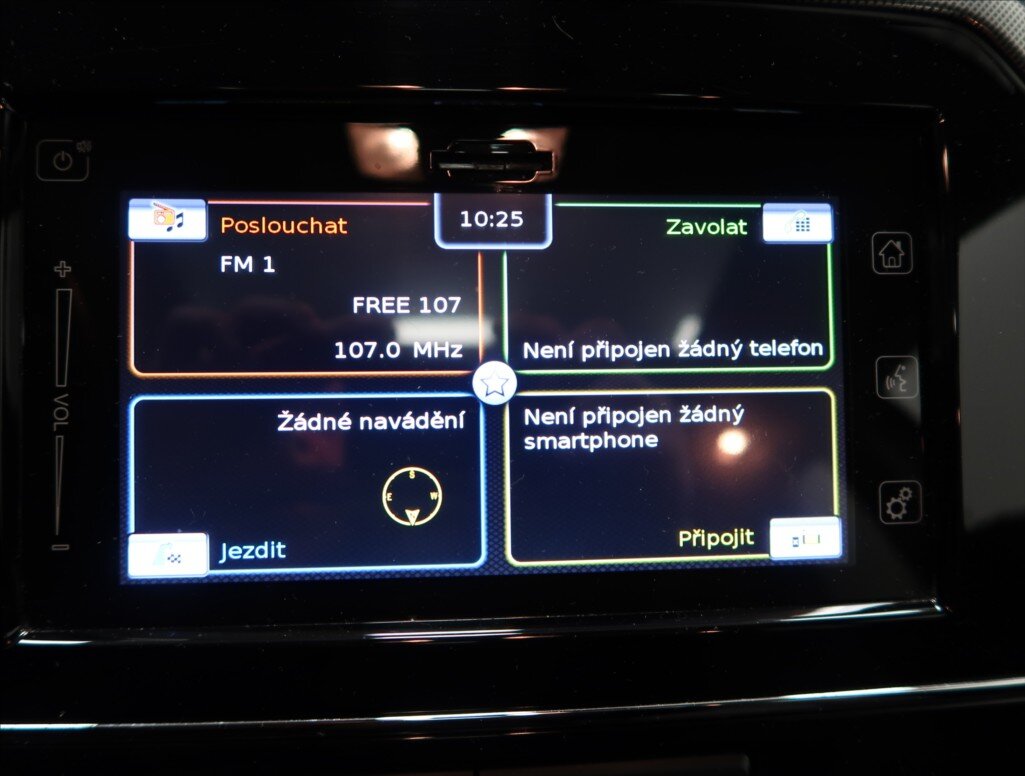 10:25
Poslouchat
FM 1
FREE 107
107.0 MHz
Zavolat
Není připojen žádný telefon
Žádné navádění
S
E W
Jezdit
Není připojen žádný
smartphone
Připojit
+
VOL
-